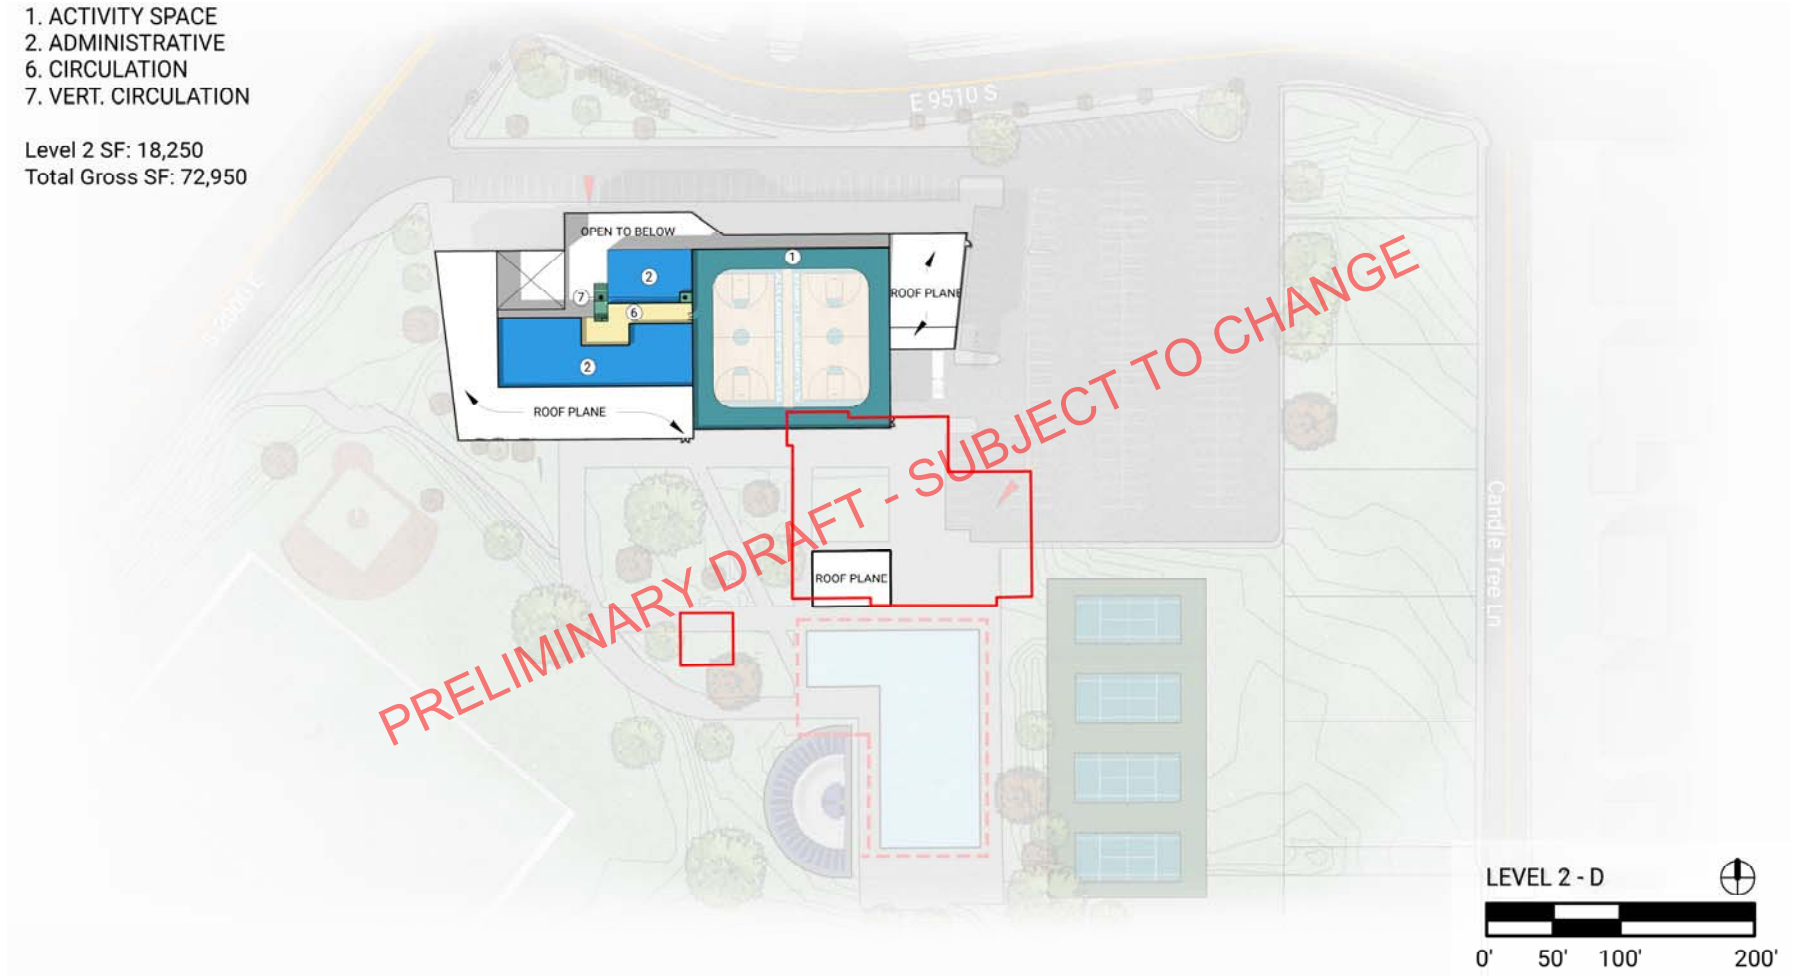 1. ACTIVITY SPACE
2. ADMINISTRATIVE
6. CIRCULATION
7. VERT. CIRCULATION
Level 2 SF: 18,250
Total Gross SF: 72,950
E 9510 S
OPEN TO BELOW
1
2
7
6
ROOF PLANE
2
ROOF PLANE
PRELIMINARY DRAFT - SUBJECT TO CHANGE
ROOF PLANE
Candle Tree Ln
LEVEL 2 - D
0' 50' 100' 200'